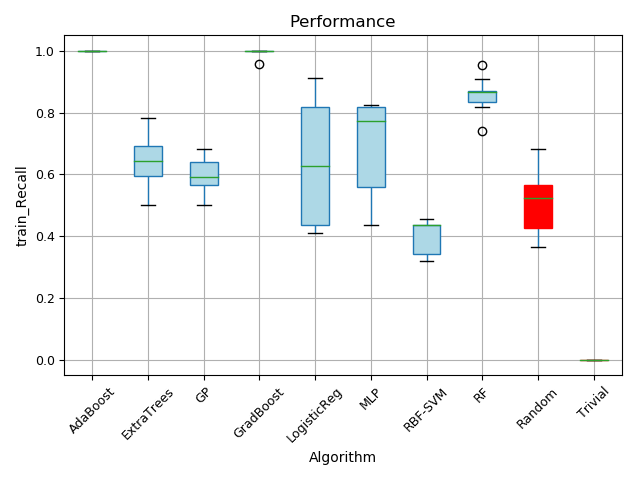 Performance
train_Recall
1.0
0.8
0.6
0.4
0.2
0.0
AdaBoost
ExtraTrees
GP
GradBoost
LogisticReg
MLP
RBF-SVM
RF
Random
Trivial
Algorithm